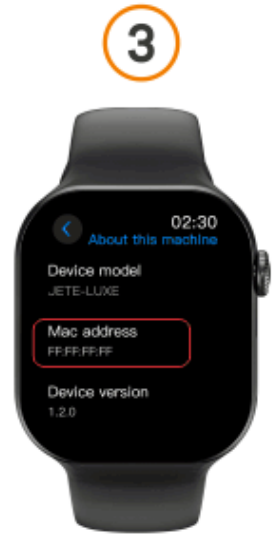 3
02:30
About this machine
Device model
JETE-LUXE
Mac address
FF:FF:FF:FF
Device version
1.2.0